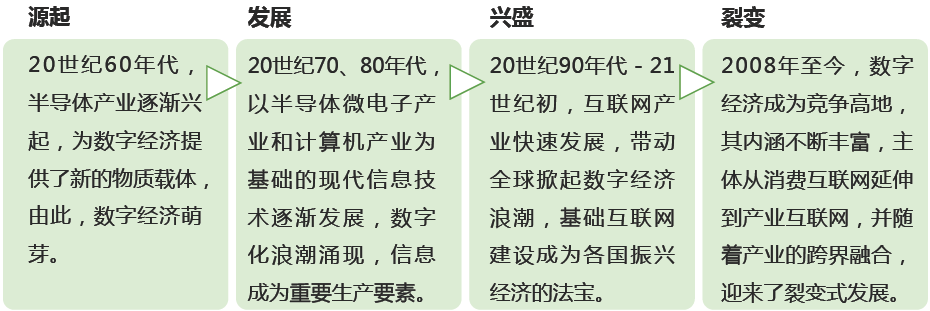 源起
20世纪60年代，
半导体产业逐渐兴
起，为数字经济提
供了新的物质载体，
由此，数字经济萌
芽。
发展
20世纪70、80年代，
以半导体微电子产
业和计算机产业为
基础的现代信息技
术逐渐发展，数字
化浪潮涌现，信息
成为重要生产要素。
兴盛
20世纪90年代－21
世纪初，互联网产
业快速发展，带动
全球掀起数字经济
浪潮，基础互联网
建设成为各国振兴
经济的法宝。
裂变
2008年至今，数字
经济成为竞争高地，
其内涵不断丰富，主
体从消费互联网延伸
到产业互联网，并随
着产业的跨界融合，
迎来了裂变式发展。